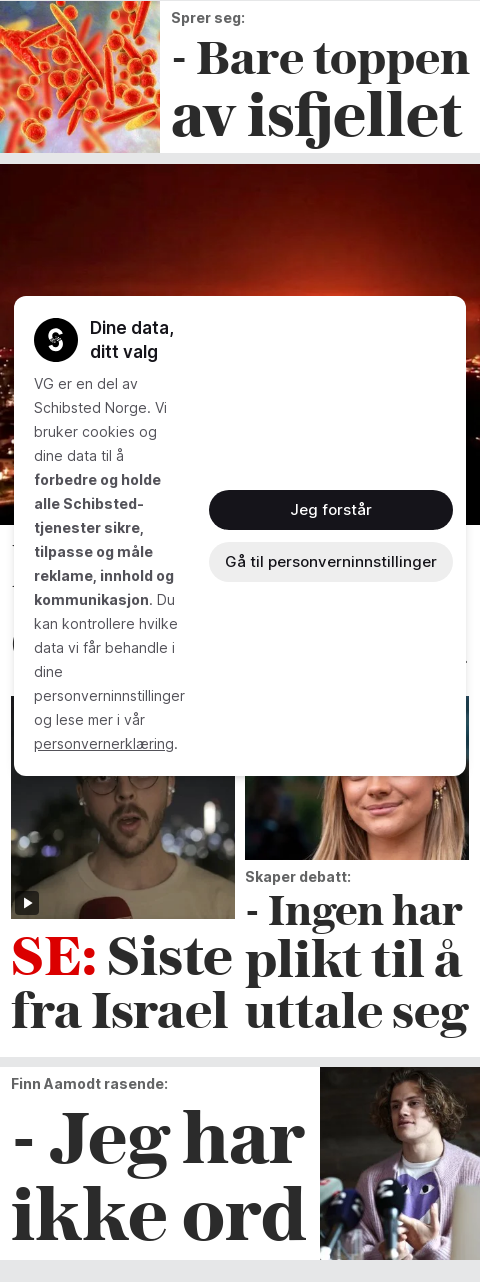 Sprer seg:
- Bare toppen
av isfjellet
Dine data,
ditt valg
VG er en del av
Schibsted Norge. Vi
bruker cookies og
dine data til å
forbedre og holde
alle Schibsted-
tjenester sikre,
tilpasse og måle
reklame, innhold og
kommunikasjon. Du
kan kontrollere hvilke
data vi får behandle i
dine
personverninnstillinger
og lese mer i vår
personvernerklæring.
Jeg forstår
Gå til personverninnstillinger
SE: Siste
fra Israel
Skaper debatt:
- Ingen har
plikt til å
uttale seg
Finn Aamodt rasende:
- Jeg har
ikke ord